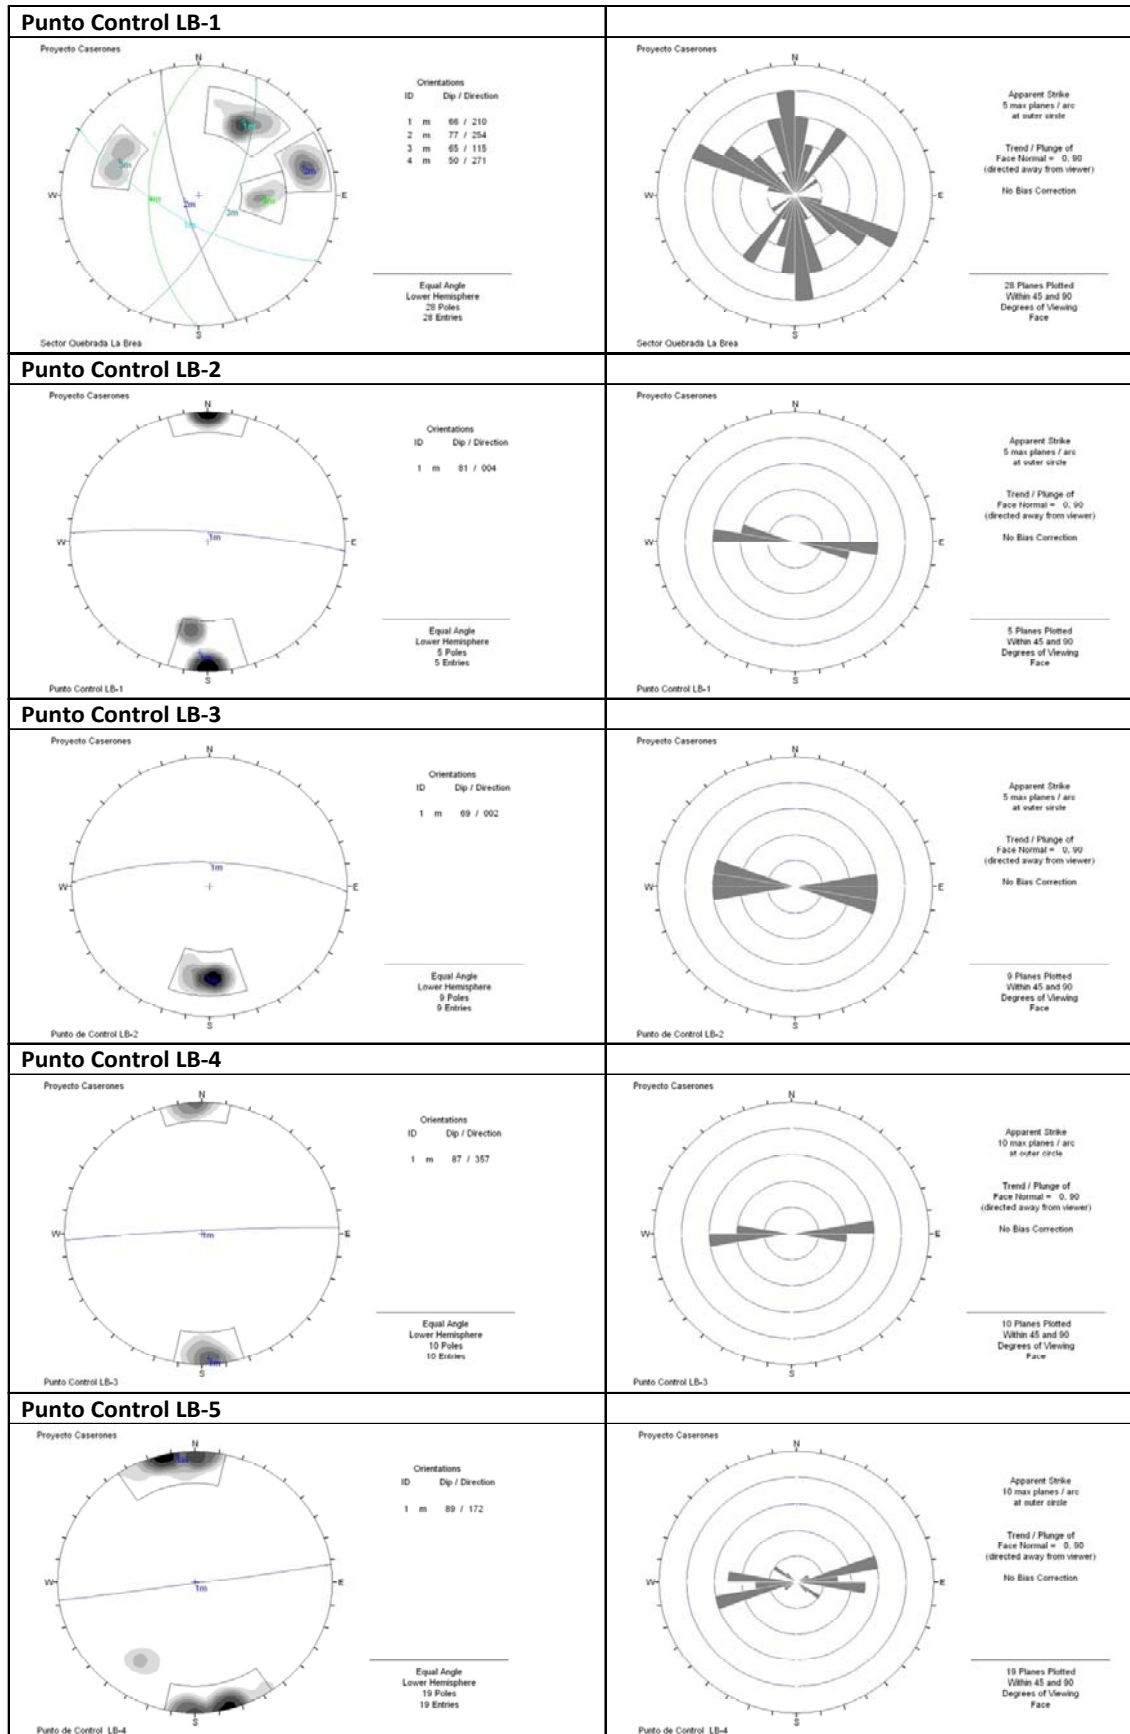 Punto Control LB-1
Proyecto Caserones
N
W
E
S
Orientations
ID Dip / Direction
1 m 66 / 210
2 m 77 / 254
3 m 65 / 115
4 m 50 / 271
Equal Angle
Lower Hemisphere
28 Poles
28 Entries
Sector Quebrada La Brea
Proyecto Caserones
N
W
E
S
Apparent Strike
5 max planes / arc
at outer circle
Trend / Plunge of
Face Normal = 0, 90
(directed away from viewer)
No Bias Correction
28 Planes Plotted
Within 45 and 90
Degrees of Viewing
Face
Sector Quebrada La Brea
Punto Control LB-2
Proyecto Caserones
N
W
E
S
1m
Orientations
ID Dip / Direction
1 m 81 / 004
Equal Angle
Lower Hemisphere
5 Poles
5 Entries
Punto Control LB-1
Proyecto Caserones
N
W
E
S
Apparent Strike
5 max planes / arc
at outer circle
Trend / Plunge of
Face Normal = 0, 90
(directed away from viewer)
No Bias Correction
5 Planes Plotted
Within 45 and 90
Degrees of Viewing
Face
Punto Control LB-1
Punto Control LB-3
Proyecto Caserones
N
W
E
S
1m
Orientations
ID Dip / Direction
1 m 69 / 002
Equal Angle
Lower Hemisphere
9 Poles
9 Entries
Punto de Control LB-2
Proyecto Caserones
N
W
E
S
Apparent Strike
5 max planes / arc
at outer circle
Trend / Plunge of
Face Normal = 0, 90
(directed away from viewer)
No Bias Correction
9 Planes Plotted
Within 45 and 90
Degrees of Viewing
Face
Punto de Control LB-2
Punto Control LB-4
Proyecto Caserones
N
W
E
S
1m
Orientations
ID Dip / Direction
1 m 87 / 357
Equal Angle
Lower Hemisphere
10 Poles
10 Entries
Punto Control LB-3
Proyecto Caserones
N
W
E
S
Apparent Strike
10 max planes / arc
at outer circle
Trend / Plunge of
Face Normal = 0, 90
(directed away from viewer)
No Bias Correction
10 Planes Plotted
Within 45 and 90
Degrees of Viewing
Face
Punto Control LB-3
Punto Control LB-5
Proyecto Caserones
N
W
E
S
1m
Orientations
ID Dip / Direction
1 m 89 / 172
Equal Angle
Lower Hemisphere
19 Poles
19 Entries
Punto de Control LB-4
Proyecto Caserones
N
W
E
S
Apparent Strike
10 max planes / arc
at outer circle
Trend / Plunge of
Face Normal = 0, 90
(directed away from viewer)
No Bias Correction
19 Planes Plotted
Within 45 and 90
Degrees of Viewing
Face
Punto de Control LB-4